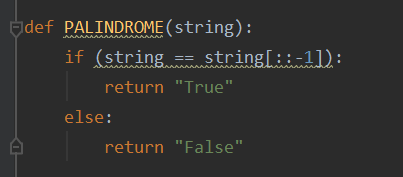 def PALINDROME(string):
    if (string == string[::-1]):
        return "True"
    else:
        return "False"